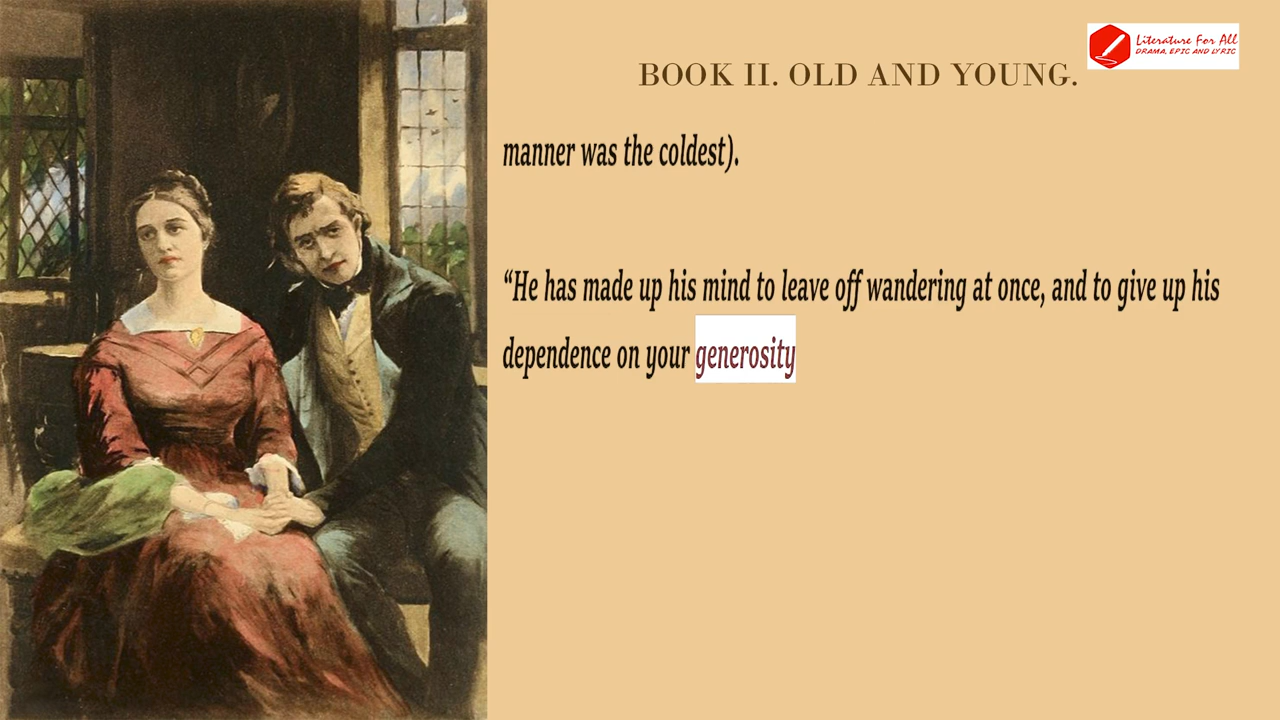 Literature For All
DRAMA, EPIC AND LYRIC
BOOK II. OLD AND YOUNG.
manner was the coldest).
“He has made up his mind to leave off wandering at once, and to give up his
dependence on your generosity